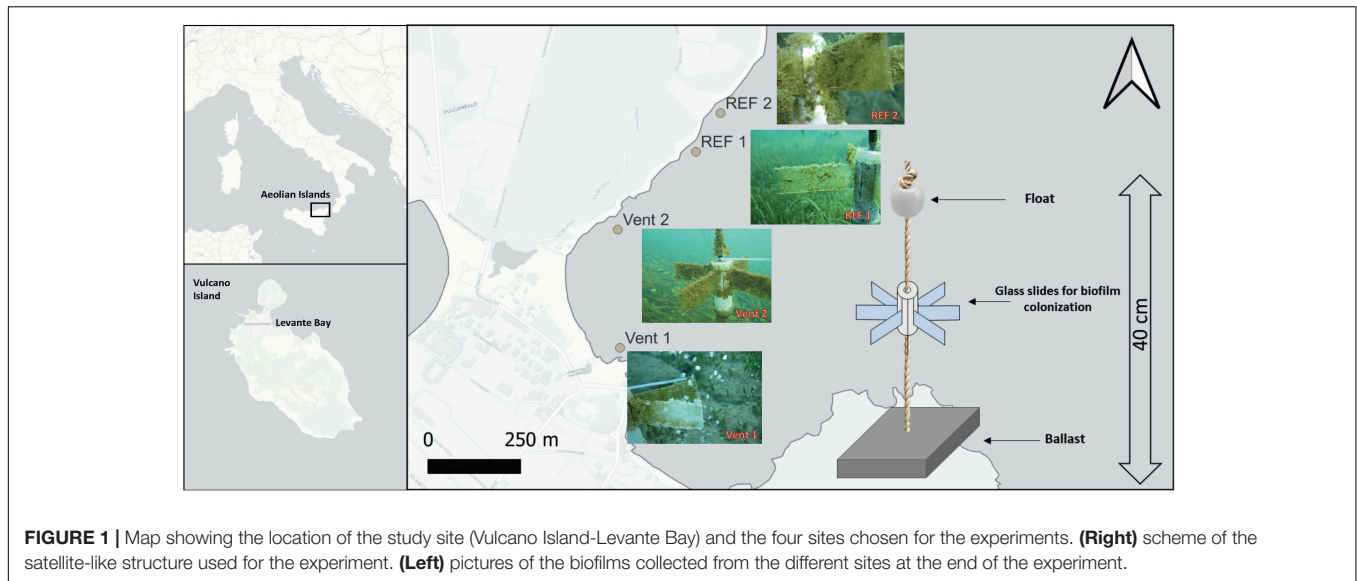 Aeolian Islands
Vulcano
Island
Levante Bay
VULCANELLO
REF 2
REF 1
Vent 2
Vent 1
REF 2
REF 1
Vent 2
Vent 1
0 250 m
Float
Glass slides for biofilm
colonization
Ballast
40 cm
FIGURE 1 | Map showing the location of the study site (Vulcano Island-Levante Bay) and the four sites chosen for the experiments. (Right) scheme of the
satellite-like structure used for the experiment. (Left) pictures of the biofilms collected from the different sites at the end of the experiment.